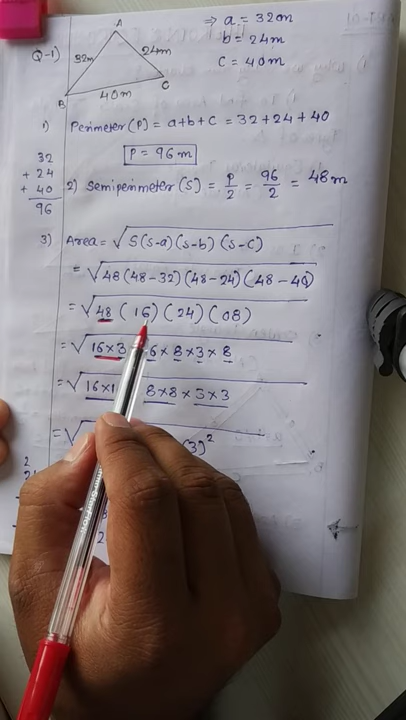 A
⇒ a = 32m
b = 24m
c = 40m
Q-1)
32m
24m
B
C
40m
1) Perimeter (P) = a+b+c = 32+24+40
P = 96m
32
+ 24
+ 40
96
2) Semiperimeter (S) = P/2 = 96/2 = 48m
3) Area = √S(s-a)(s-b)(s-c)
= √48(48-32)(48-24)(48-40)
= √48 (16)(24)(08)
= √16×3 6×8×3×8
= √16×1 8×8×3×3
= √ (3)²